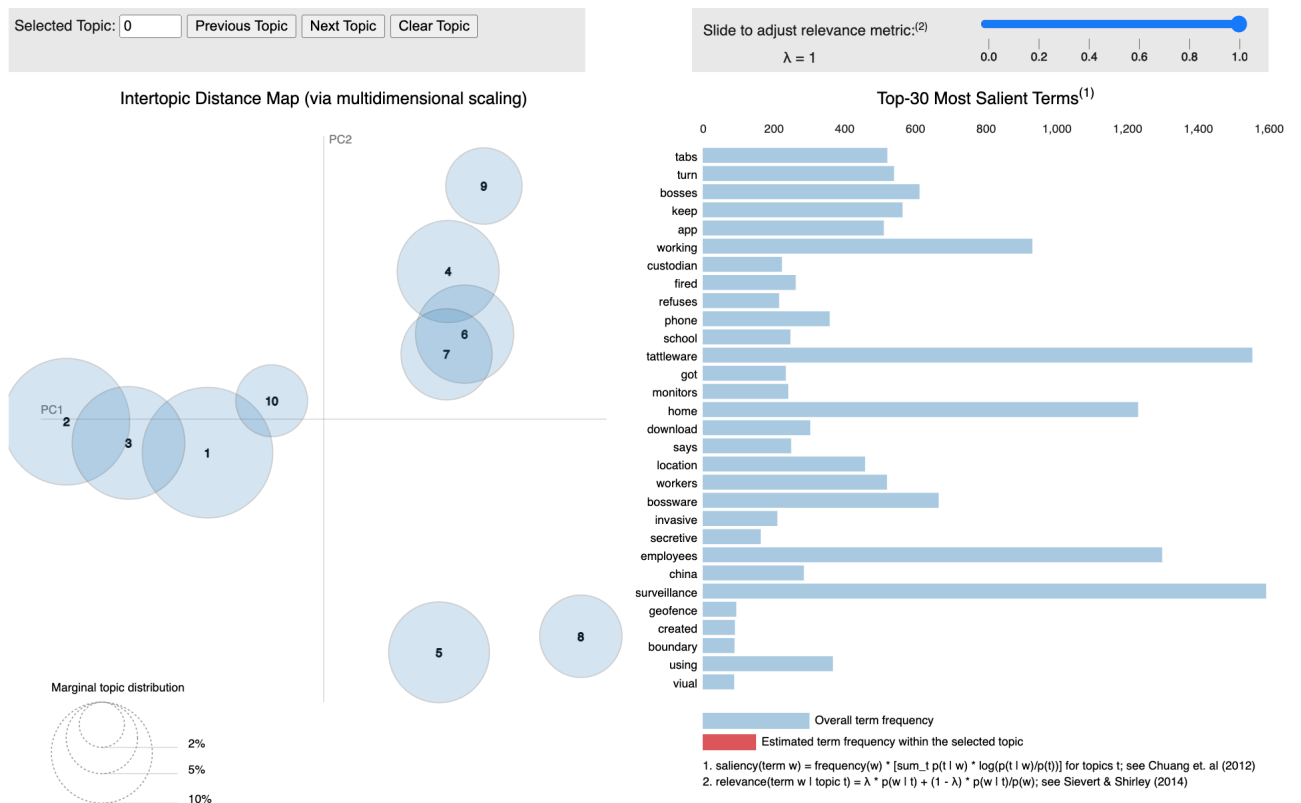 Selected Topic: 0 Previous Topic Next Topic Clear Topic
Slide to adjust relevance metric:(2)
λ = 1
0.0 0.2 0.4 0.6 0.8 1.0
Intertopic Distance Map (via multidimensional scaling)
PC2
PC1
9
4
6
7
10
2
3
1
5
8
Marginal topic distribution
2%
5%
10%
Top-30 Most Salient Terms(1)
0 200 400 600 800 1,000 1,200 1,400 1,600
tabs
turn
bosses
keep
app
working
custodian
fired
refuses
phone
school
tattleware
got
monitors
home
download
says
location
workers
bossware
invasive
secretive
employees
china
surveillance
geofence
created
boundary
using
viual
Overall term frequency
Estimated term frequency within the selected topic
1. saliency(term w) = frequency(w) * [sum_t p(t | w) * log(p(t | w)/p(t))] for topics t; see Chuang et. al (2012)
2. relevance(term w | topic t) = λ * p(w | t) + (1 - λ) * p(w | t)/p(w); see Sievert & Shirley (2014)